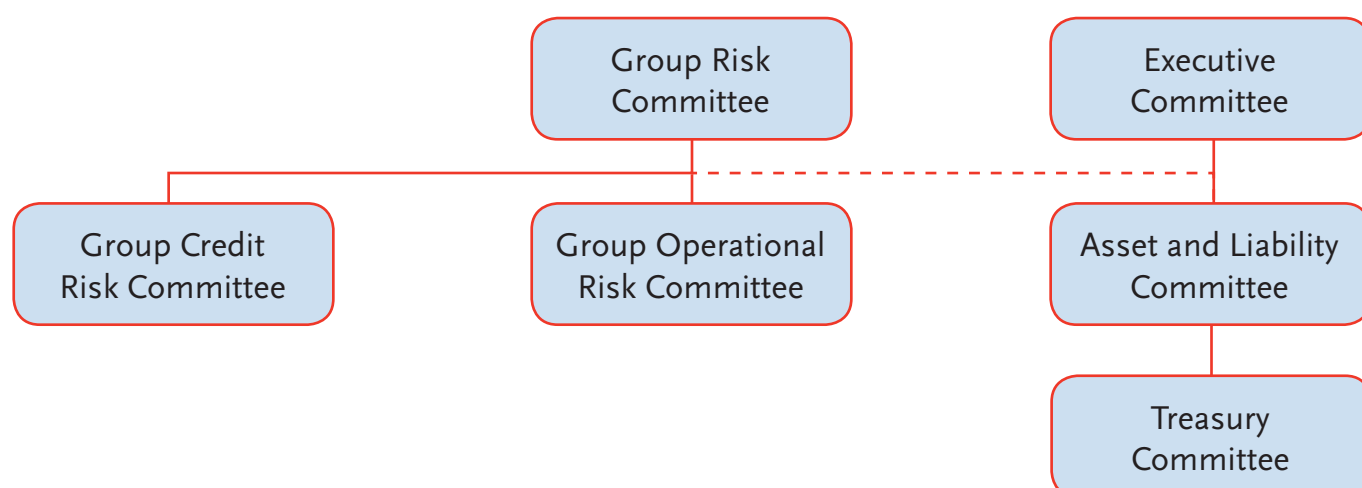 Group Risk
Committee
Executive
Committee
Group Credit
Risk Committee
Group Operational
Risk Committee
Asset and Liability
Committee
Treasury
Committee